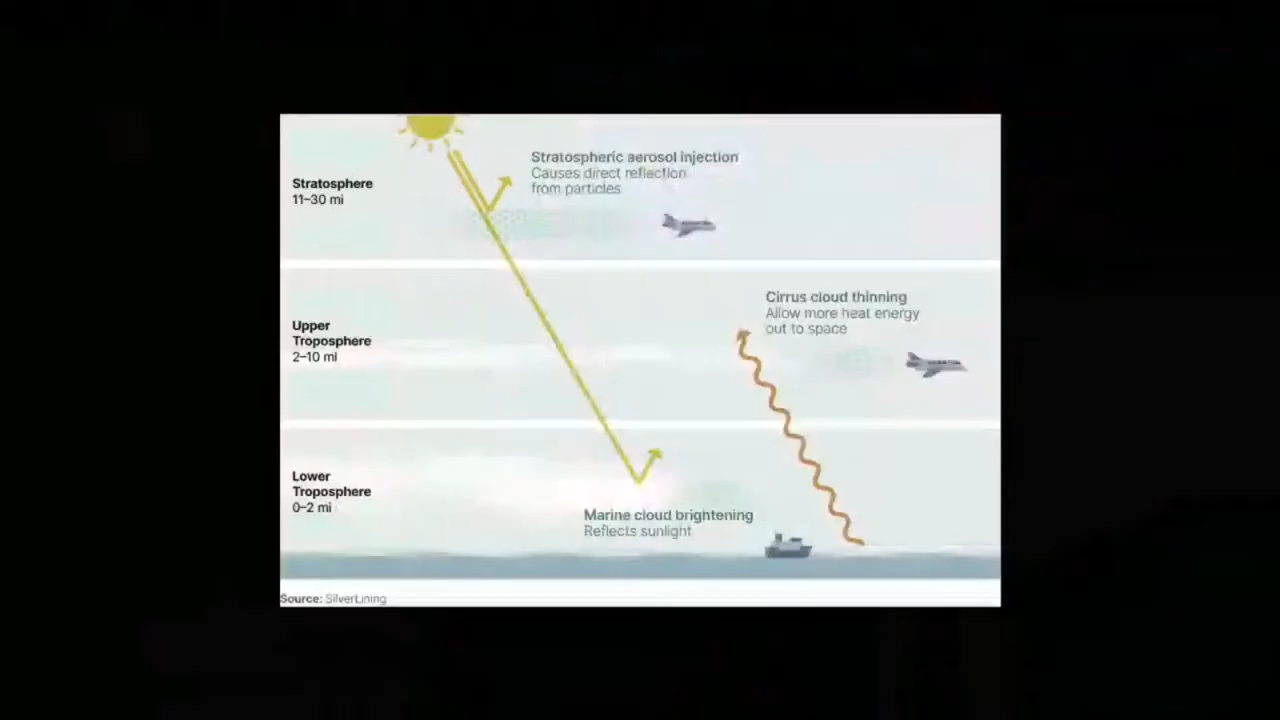 Stratospheric aerosol injection
Causes direct reflection
from particles
Stratosphere
11–30 mi
Cirrus cloud thinning
Allow more heat energy
out to space
Upper
Troposphere
2–10 mi
Lower
Troposphere
0–2 mi
Marine cloud brightening
Reflects sunlight
Source: SilverLining